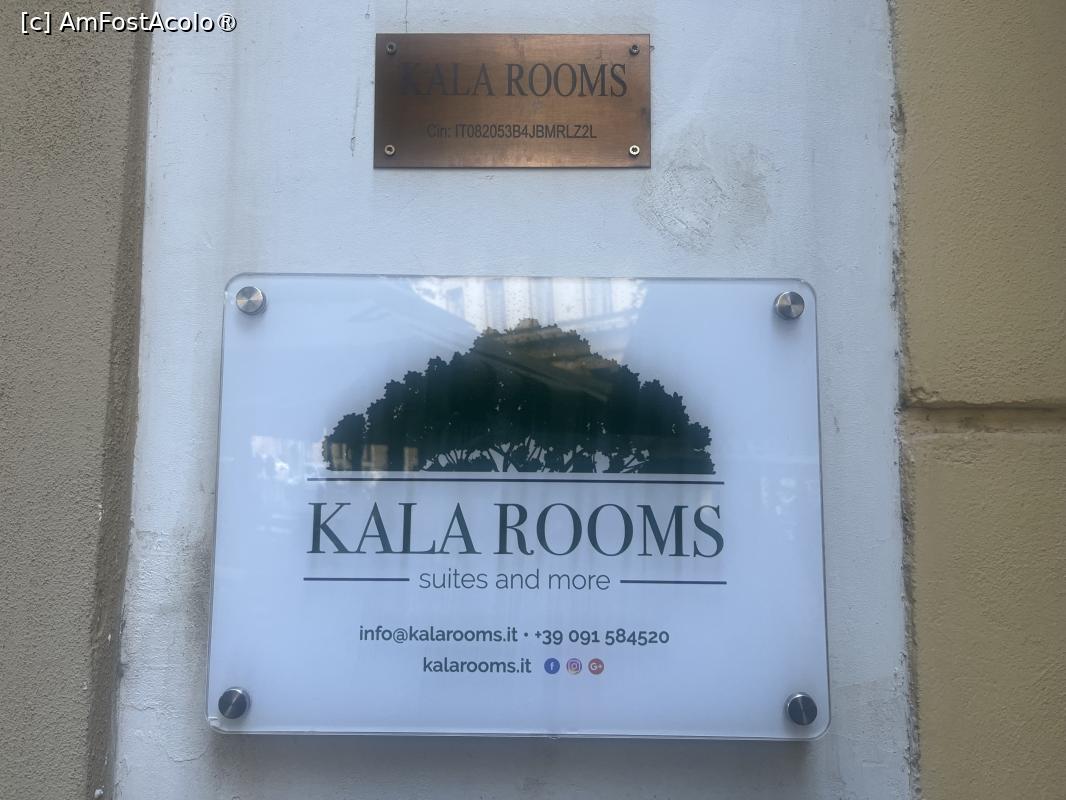 [c] AmFostAcolo®
KALA ROOMS
Cin: IT082053B4JBMRLZ2L
KALA ROOMS
suites and more
info@kalarooms.it • +39 091 584520
kalarooms.it f G+